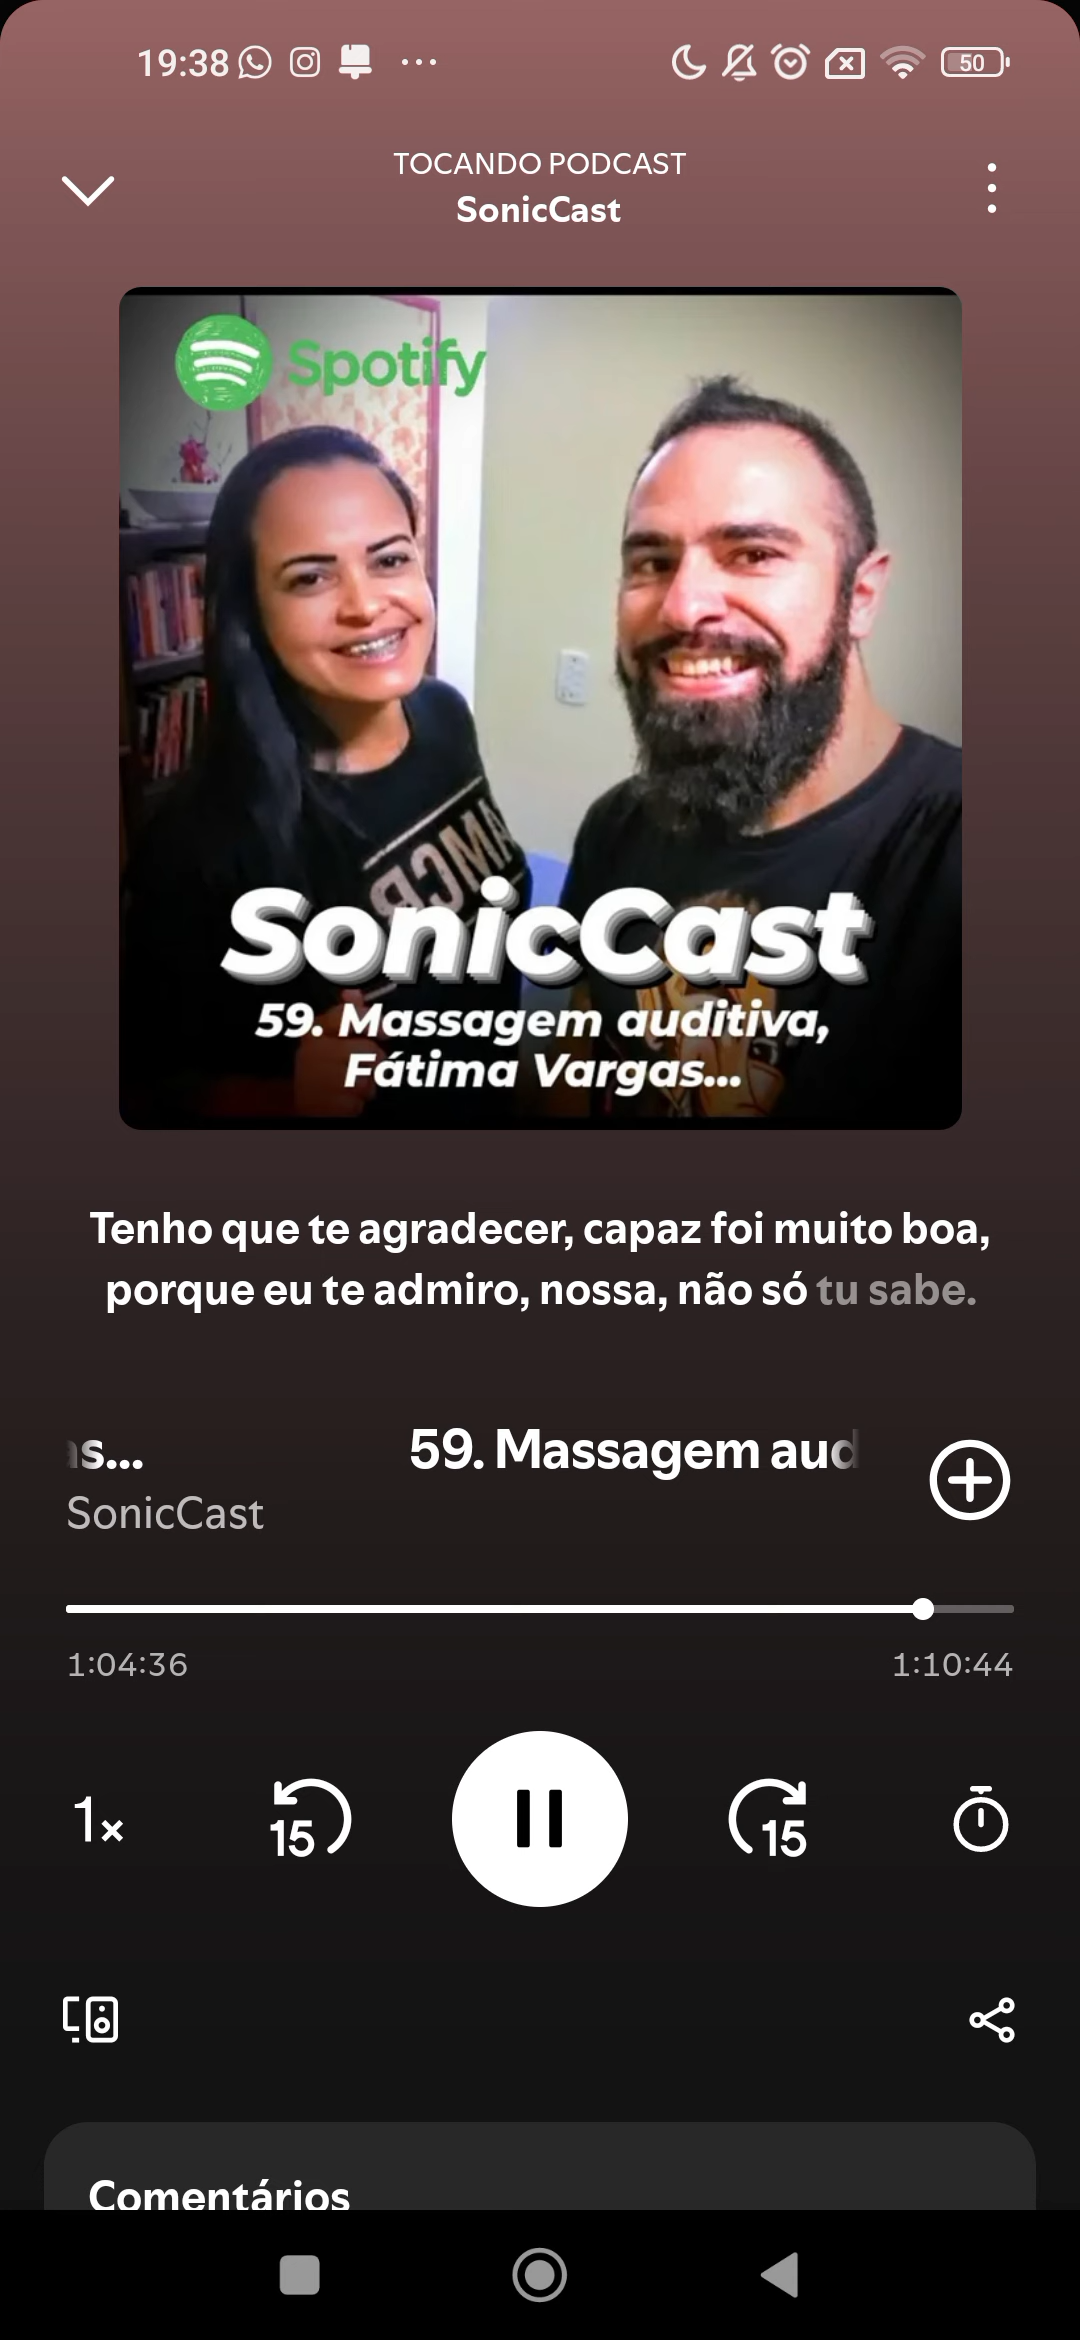 19:38
50
TOCANDO PODCAST
SonicCast
Spotify
AMCR
SonicCast
59. Massagem auditiva,
Fátima Vargas...
Tenho que te agradecer, capaz foi muito boa,
porque eu te admiro, nossa, não só tu sabe.
as... 59. Massagem aud
SonicCast
1:04:36 1:10:44
1× 15 15
Comentários